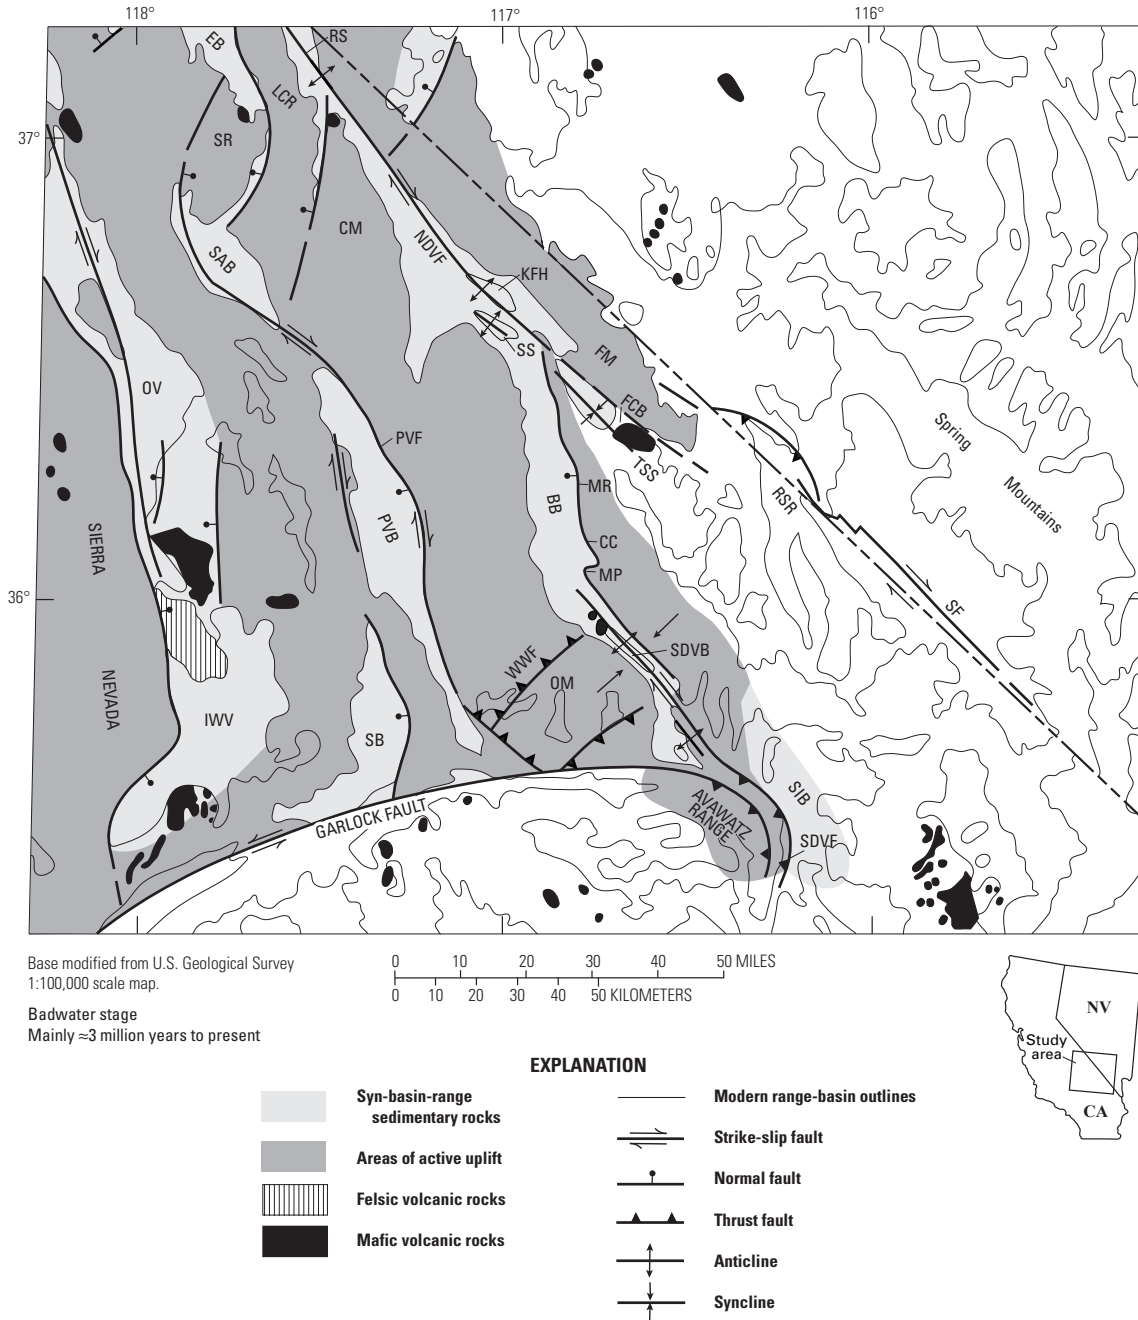 118°
117°
116°
EB
RS
LCR
37°
SR
CM
NDVF
SAB
KFH
SS
FM
OV
FCB
PVF
TSS
Spring
Mountains
MR
RSR
BB
SIERRA
PVB
CC
MP
36°
SF
WWF
SDVB
OM
NEVADA
IWV
SB
SIB
AVAWATZ
RANGE
GARLOCK FAULT
SDVF
Base modified from U.S. Geological Survey
1:100,000 scale map.
0 10 20 30 40 50 MILES
0 10 20 30 40 50 KILOMETERS
Badwater stage
Mainly ≈3 million years to present
NV
Study
area
CA
EXPLANATION
Syn-basin-range
sedimentary rocks
Areas of active uplift
Felsic volcanic rocks
Mafic volcanic rocks
Modern range-basin outlines
Strike-slip fault
Normal fault
Thrust fault
Anticline
Syncline